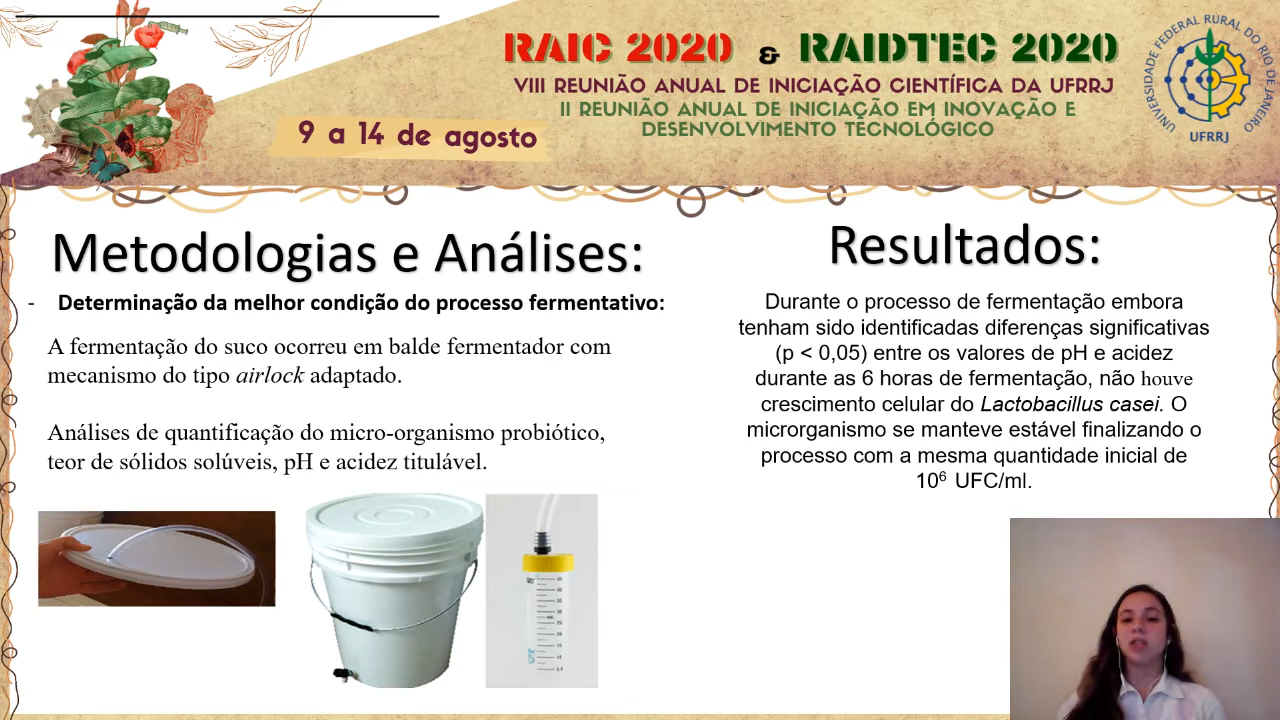 RAIC 2020 & RAIDTEC 2020
VIII REUNIÃO ANUAL DE INICIAÇÃO CIENTÍFICA DA UFRRJ
II REUNIÃO ANUAL DE INICIAÇÃO EM INOVAÇÃO E
DESENVOLVIMENTO TECNOLÓGICO
9 a 14 de agosto
UNIVERSIDADE FEDERAL RURAL DO RIO DE JANEIRO
UFRRJ
Metodologias e Análises:
- Determinação da melhor condição do processo fermentativo:
A fermentação do suco ocorreu em balde fermentador com
mecanismo do tipo airlock adaptado.
Análises de quantificação do micro-organismo probiótico,
teor de sólidos solúveis, pH e acidez titulável.
Resultados:
Durante o processo de fermentação embora
tenham sido identificadas diferenças significativas
(p < 0,05) entre os valores de pH e acidez
durante as 6 horas de fermentação, não houve
crescimento celular do Lactobacillus casei. O
microrganismo se manteve estável finalizando o
processo com a mesma quantidade inicial de
10⁶ UFC/ml.